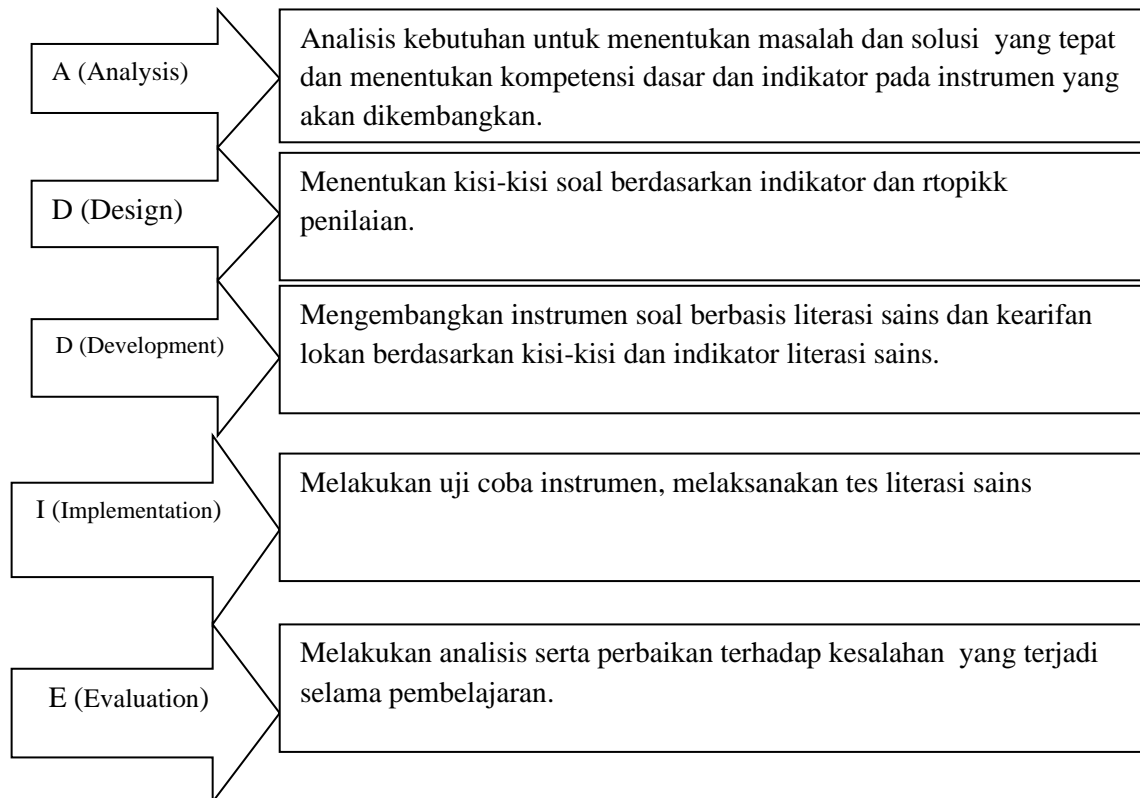 A (Analysis)
Analisis kebutuhan untuk menentukan masalah dan solusi yang tepat
dan menentukan kompetensi dasar dan indikator pada instrumen yang
akan dikembangkan.
D (Design)
Menentukan kisi-kisi soal berdasarkan indikator dan rtopikk
penilaian.
D (Development)
Mengembangkan instrumen soal berbasis literasi sains dan kearifan
lokan berdasarkan kisi-kisi dan indikator literasi sains.
I (Implementation)
Melakukan uji coba instrumen, melaksanakan tes literasi sains
E (Evaluation)
Melakukan analisis serta perbaikan terhadap kesalahan yang terjadi
selama pembelajaran.